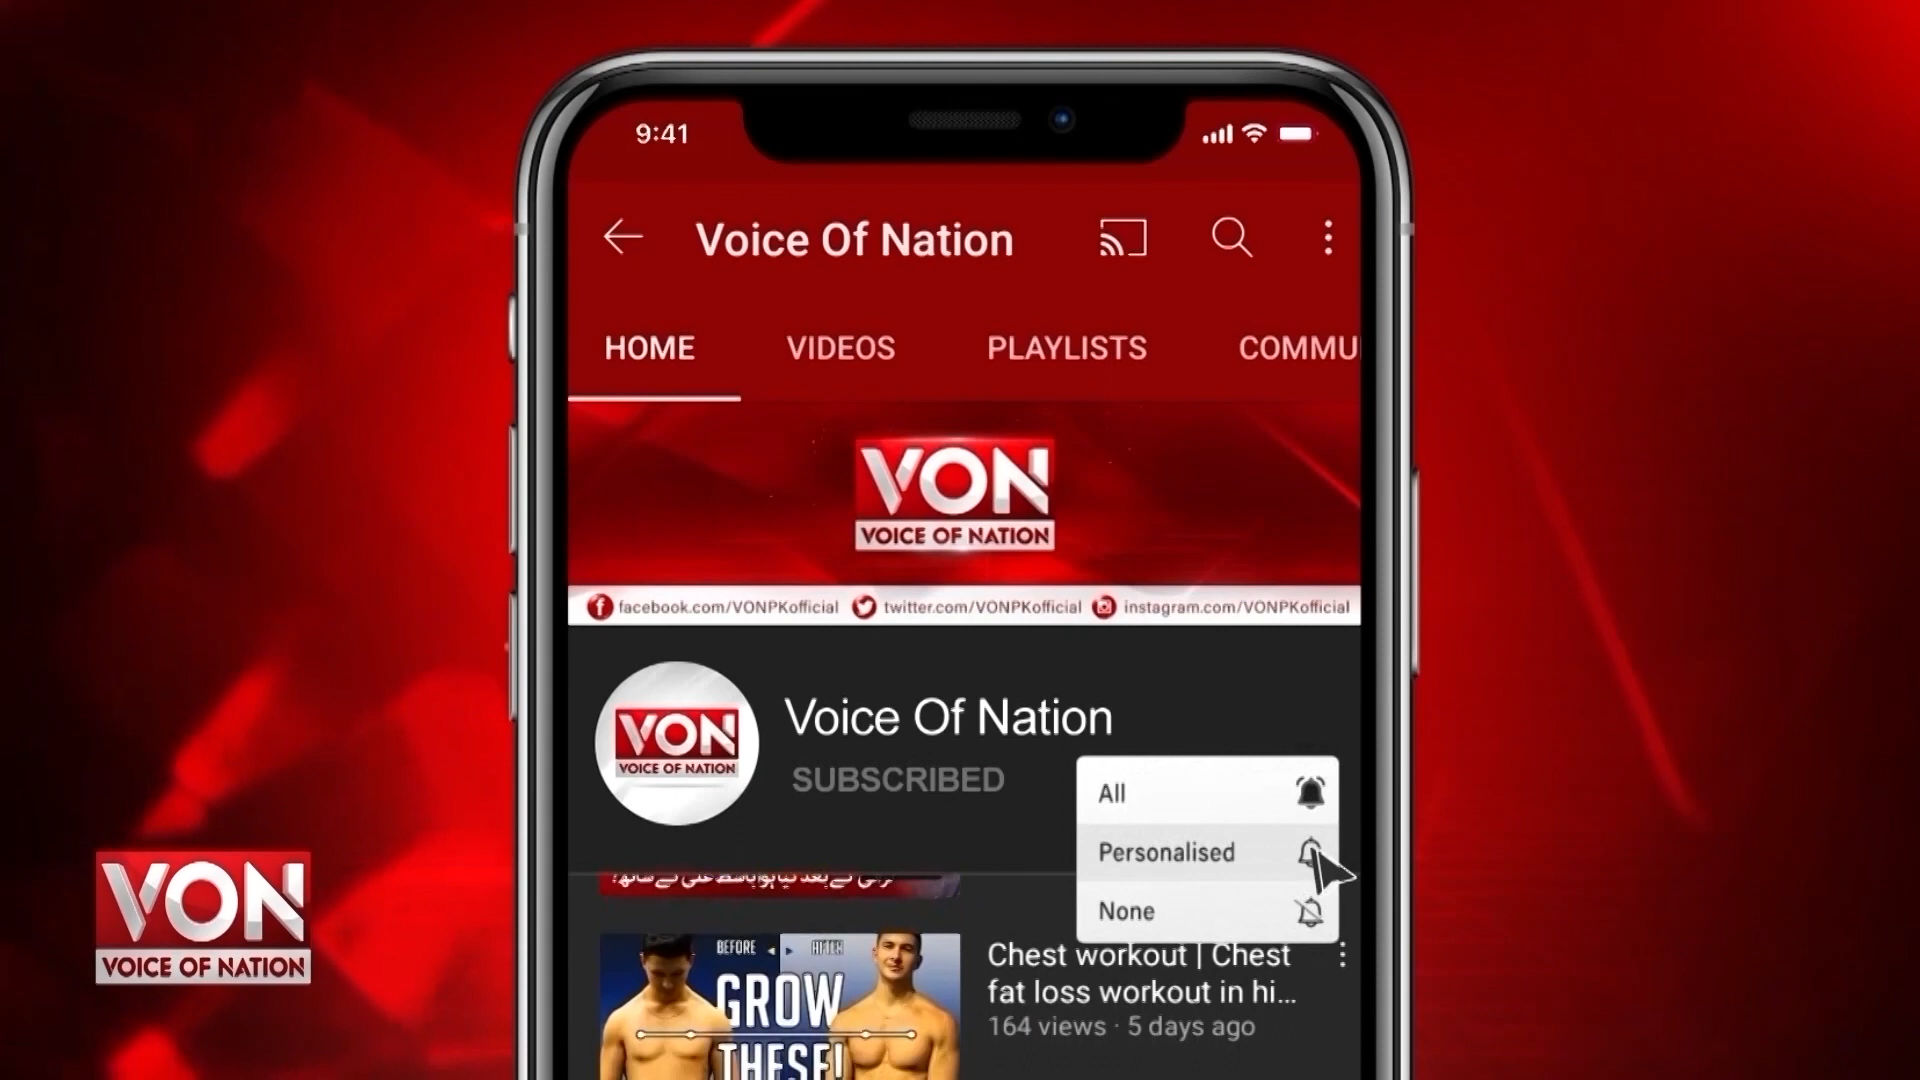 9:41
Voice Of Nation
HOME
VIDEOS
PLAYLISTS
COMMU
VON
VOICE OF NATION
facebook.com/VONPKofficial
twitter.com/VONPKofficial
instagram.com/VONPKofficial
VON
VOICE OF NATION
Voice Of Nation
SUBSCRIBED
All
Personalised
None
BEFORE
AFTER
GROW
THESE!
Chest workout | Chest
fat loss workout in hi...
164 views · 5 days ago
VON
VOICE OF NATION